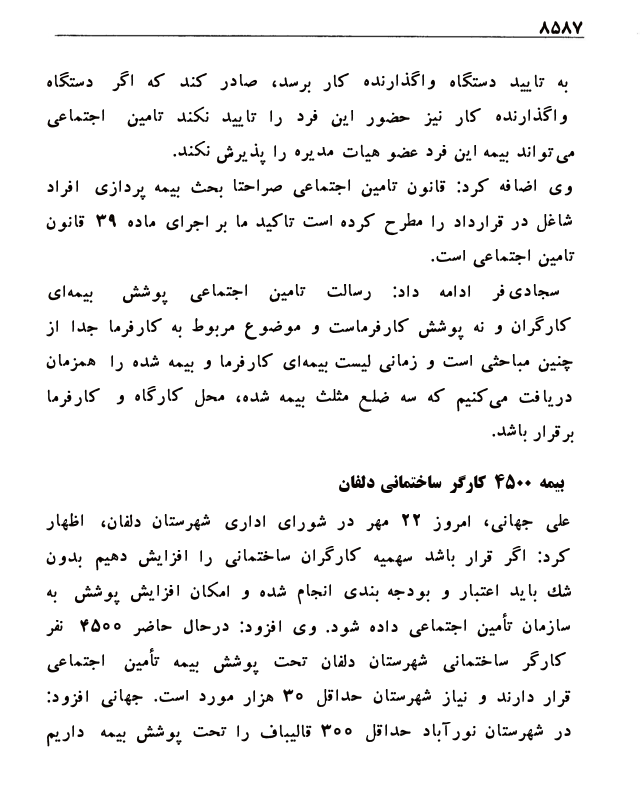 ۸۵۸۷
به تایید دستگاه واگذارنده کار برسد، صادر کند که اگر دستگاه
واگذارنده کار نیز حضور این فرد را تایید نکند تامین اجتماعی
می‌تواند بیمه این فرد عضو هیات مدیره را پذیرش نکند.
وی اضافه کرد: قانون تامین اجتماعی صراحتا بحث بیمه پردازی افراد
شاغل در قرارداد را مطرح کرده است تاکید ما بر اجرای ماده ۳۹ قانون
تامین اجتماعی است.
سجادی‌فر ادامه داد: رسالت تامین اجتماعی پوشش بیمه‌ای
کارگران و نه پوشش کارفرماست و موضوع مربوط به کارفرما جدا از
چنین مباحثی است و زمانی لیست بیمه‌ای کارفرما و بیمه شده را همزمان
دریافت می‌کنیم که سه ضلع مثلث بیمه شده، محل کارگاه و کارفرما
برقرار باشد.
بیمه ۴۵۰۰ کارگر ساختمانی دلفان
علی جهانی، امروز ۲۲ مهر در شورای اداری شهرستان دلفان، اظهار
کرد: اگر قرار باشد سهمیه کارگران ساختمانی را افزایش دهیم بدون
شك باید اعتبار و بودجه بندی انجام شده و امکان افزایش پوشش به
سازمان تأمین اجتماعی داده شود. وی افزود: درحال حاضر ۴۵۰۰ نفر
کارگر ساختمانی شهرستان دلفان تحت پوشش بیمه تأمین اجتماعی
قرار دارند و نیاز شهرستان حداقل ۳۰ هزار مورد است. جهانی افزود:
در شهرستان نورآباد حداقل ۳۰۰ قالیباف را تحت پوشش بیمه داریم